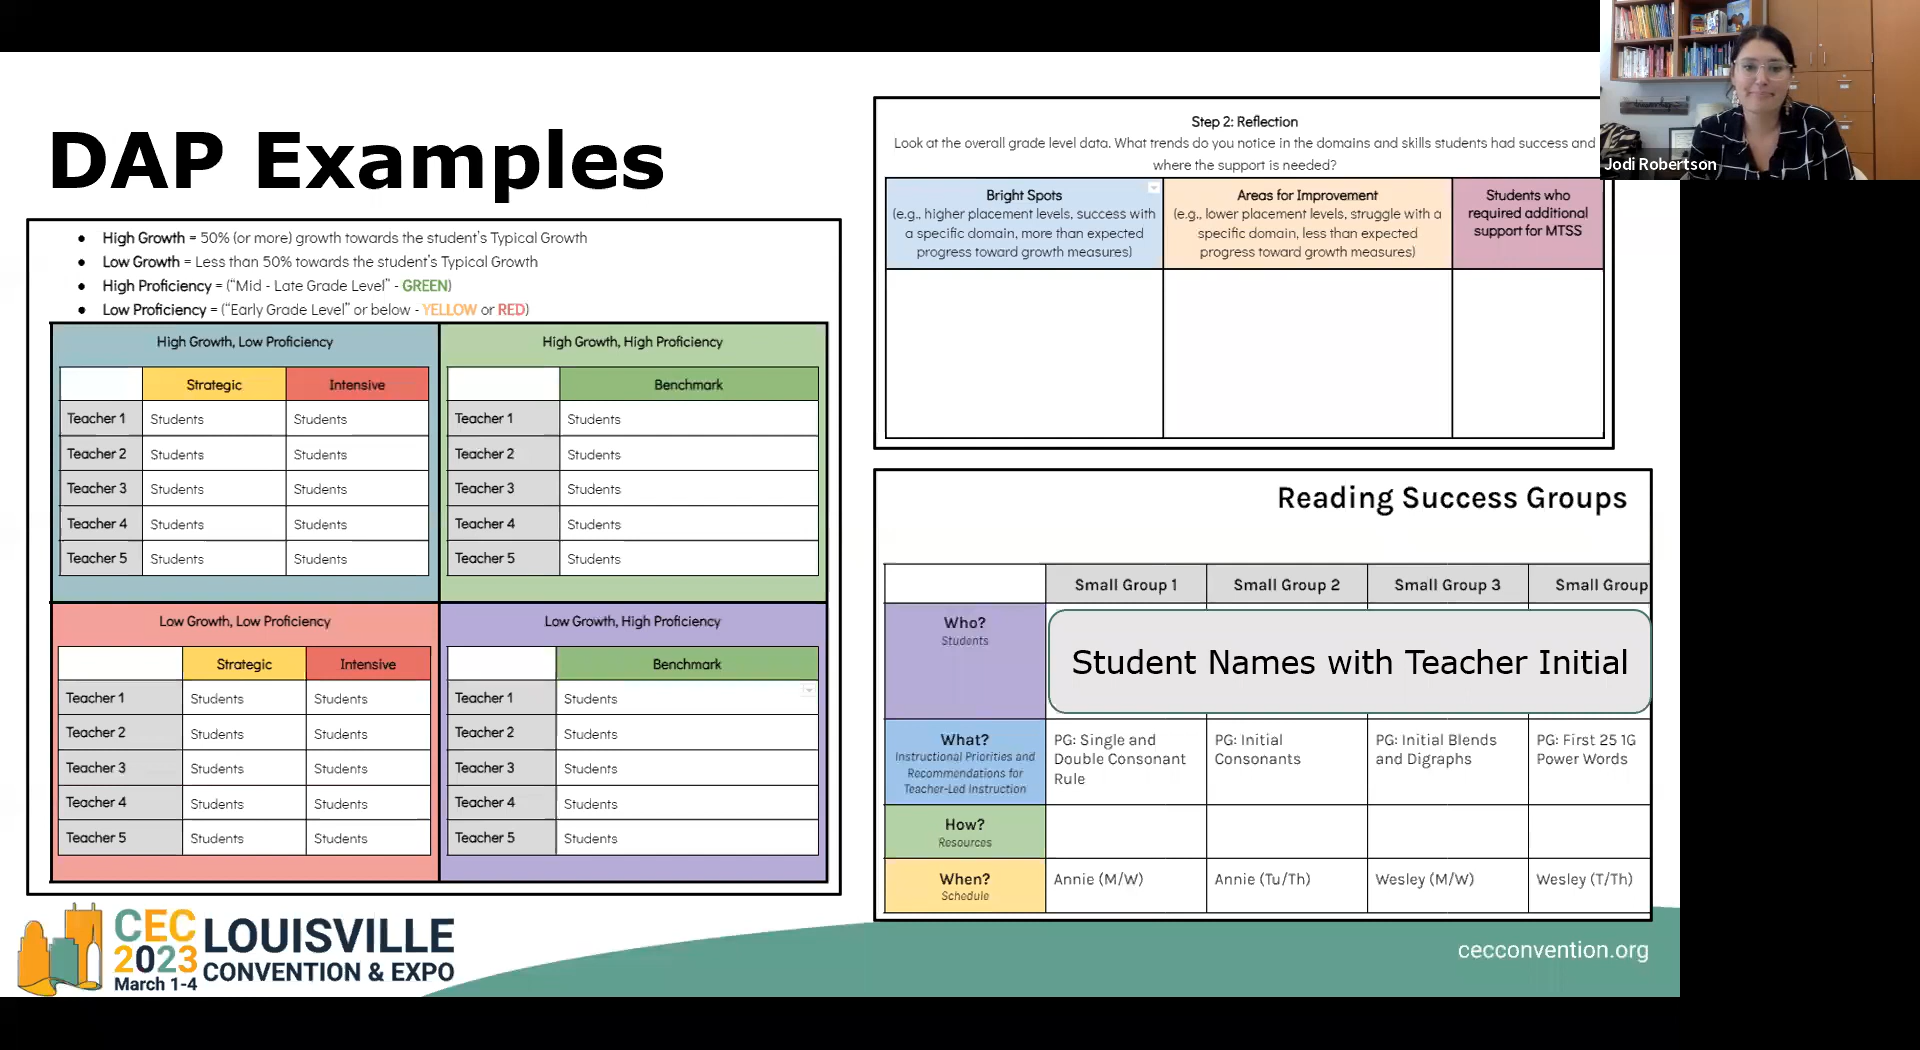 DAP Examples
● High Growth = 50% (or more) growth towards the student's Typical Growth
● Low Growth = Less than 50% towards the student's Typical Growth
● High Proficiency = ("Mid - Late Grade Level" - GREEN)
● Low Proficiency = ("Early Grade Level" or below - YELLOW or RED)
High Growth, Low Proficiency
Strategic Intensive
Teacher 1 Students Students
Teacher 2 Students Students
Teacher 3 Students Students
Teacher 4 Students Students
Teacher 5 Students Students
High Growth, High Proficiency
Benchmark
Teacher 1 Students
Teacher 2 Students
Teacher 3 Students
Teacher 4 Students
Teacher 5 Students
Low Growth, Low Proficiency
Strategic Intensive
Teacher 1 Students Students
Teacher 2 Students Students
Teacher 3 Students Students
Teacher 4 Students Students
Teacher 5 Students Students
Low Growth, High Proficiency
Benchmark
Teacher 1 Students
Teacher 2 Students
Teacher 3 Students
Teacher 4 Students
Teacher 5 Students
Step 2: Reflection
Look at the overall grade level data. What trends do you notice in the domains and skills students had success and
where the support is needed?
Bright Spots
(e.g., higher placement levels, success with
a specific domain, more than expected
progress toward growth measures)
Areas for Improvement
(e.g., lower placement levels, struggle with a
specific domain, less than expected
progress toward growth measures)
Students who
required additional
support for MTSS
Reading Success Groups
Small Group 1 Small Group 2 Small Group 3 Small Group
Who?
Students
Student Names with Teacher Initial
What?
Instructional Priorities and
Recommendations for
Teacher-Led Instruction
PG: Single and
Double Consonant
Rule
PG: Initial
Consonants
PG: Initial Blends
and Digraphs
PG: First 25 1G
Power Words
How?
Resources
When?
Schedule
Annie (M/W) Annie (Tu/Th) Wesley (M/W) Wesley (T/Th)
CEC
2023
March 1-4
LOUISVILLE
CONVENTION & EXPO
cecconvention.org
Jodi Robertson